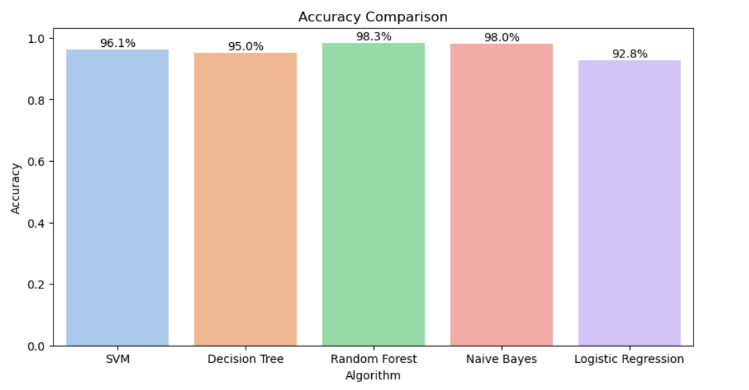 Accuracy Comparison
96.1%
95.0%
98.3%
98.0%
92.8%
1.0
0.8
0.6
0.4
0.2
0.0
Accuracy
SVM
Decision Tree
Random Forest
Naive Bayes
Logistic Regression
Algorithm